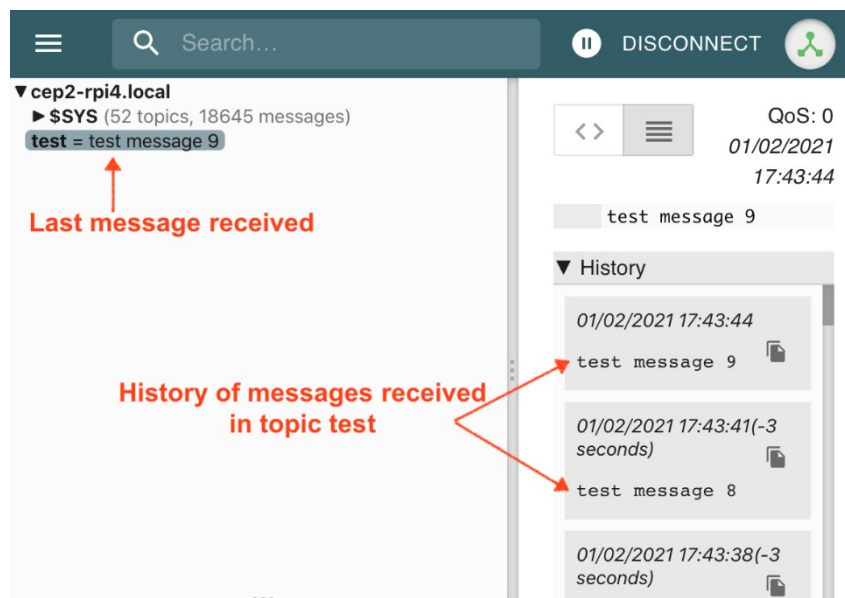 Search...
DISCONNECT
▼cep2-rpi4.local
▶$SYS (52 topics, 18645 messages)
test = test message 9
Last message received
History of messages received
in topic test
QoS: 0
01/02/2021
17:43:44
test message 9
▼ History
01/02/2021 17:43:44
test message 9
01/02/2021 17:43:41(-3
seconds)
test message 8
01/02/2021 17:43:38(-3
seconds)